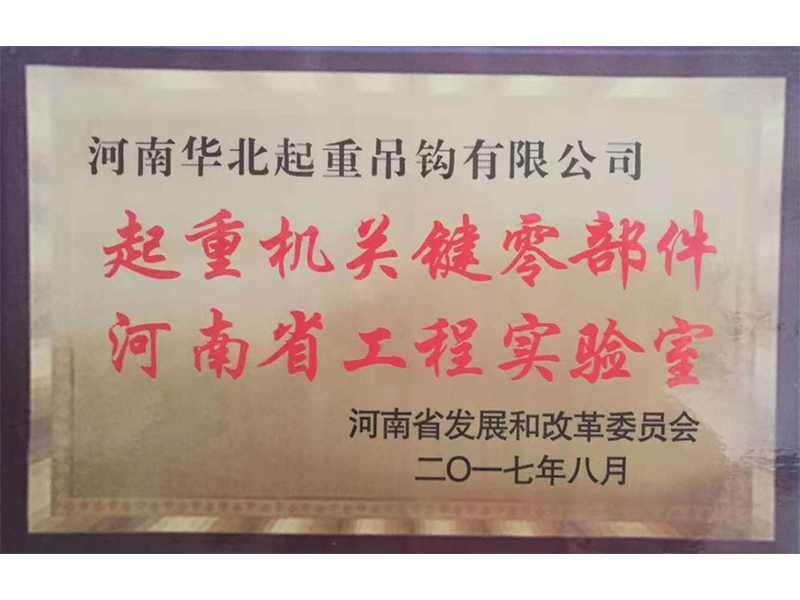 河南华北起重吊钩有限公司
起重机关键零部件
河南省工程实验室
河南省发展和改革委员会
二〇一七年八月